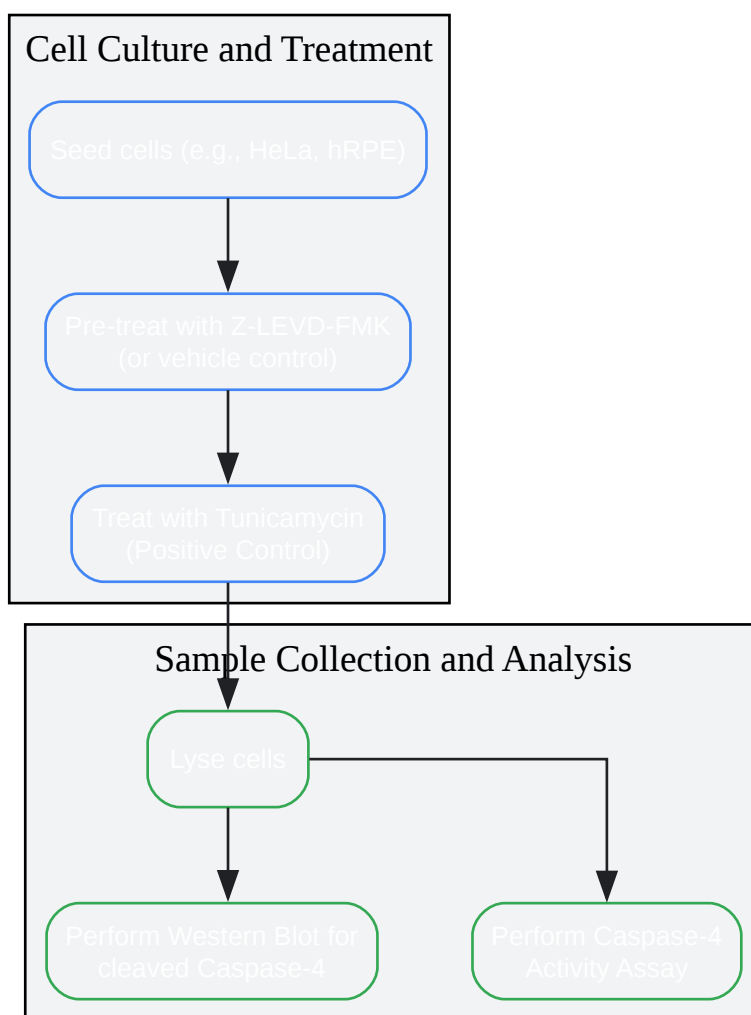 Cell Culture and Treatment
Seed cells (e.g., HeLa, hRPE)
Pre-treat with Z-LEVD-FMK
(or vehicle control)
Treat with Tunicamycin
(Positive Control)
Sample Collection and Analysis
Lyse cells
Perform Western Blot for
cleaved Caspase-4
Perform Caspase-4
Activity Assay